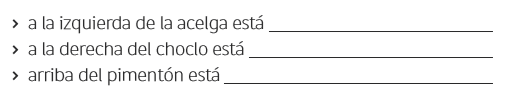 › a la izquierda de la acelga está
› a la derecha del choclo está
› arriba del pimentón está